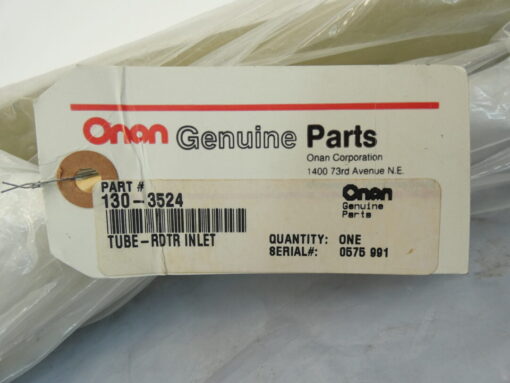 Onan Genuine Parts
Onan Corporation
1400 73rd Avenue N.E.
PART #
130-3524
Onan
Genuine
Parts
TUBE-RDTR INLET
QUANTITY: ONE
SERIAL#: 0575 991